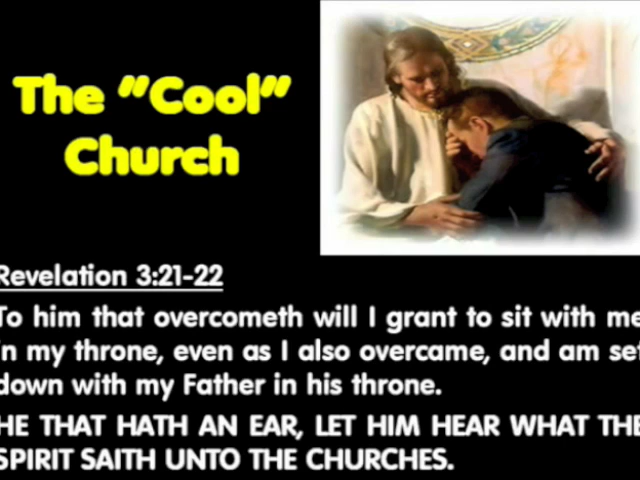 The "Cool"
Church
Revelation 3:21-22
To him that overcometh will I grant to sit with me
in my throne, even as I also overcame, and am set
down with my Father in his throne.
HE THAT HATH AN EAR, LET HIM HEAR WHAT THE
SPIRIT SAITH UNTO THE CHURCHES.